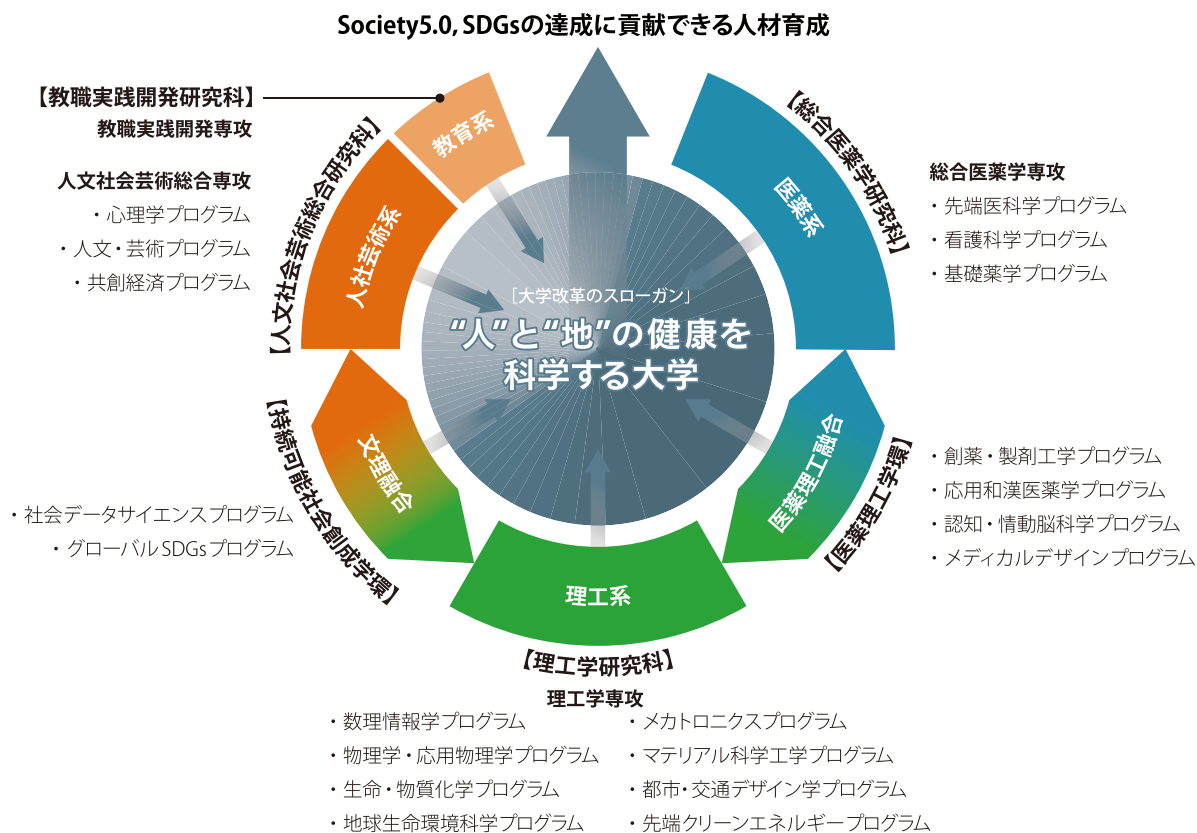 Society5.0, SDGsの達成に貢献できる人材育成
【教職実践開発研究科】
教職実践開発専攻
教育系
【人文社会芸術総合研究科】
人文社会芸術総合専攻
・心理学プログラム
・人文・芸術プログラム
・共創経済プログラム
人社芸術系
【総合医薬学研究科】
医薬系
総合医薬学専攻
・先端医科学プログラム
・看護科学プログラム
・基礎薬学プログラム
「大学改革のスローガン」
“人”と“地”の健康を
科学する大学
【持続可能社会創成学環】
文理融合
・社会データサイエンスプログラム
・グローバルSDGsプログラム
医薬理工融合
【医薬理工学環】
・創薬・製剤工学プログラム
・応用和漢医薬学プログラム
・認知・情動脳科学プログラム
・メディカルデザインプログラム
理工系
【理工学研究科】
理工学専攻
・数理情報学プログラム
・物理学・応用物理学プログラム
・生命・物質化学プログラム
・地球生命環境科学プログラム
・メカトロニクスプログラム
・マテリアル科学工学プログラム
・都市・交通デザイン学プログラム
・先端クリーンエネルギープログラム